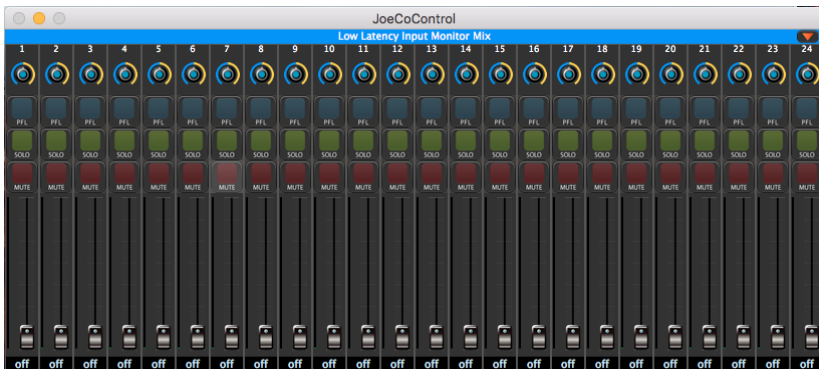 JoeCoControl
Low Latency Input Monitor Mix
1 2 3 4 5 6 7 8 9 10 11 12 13 14 15 16 17 18 19 20 21 22 23 24
PFL PFL PFL PFL PFL PFL PFL PFL PFL PFL PFL PFL PFL PFL PFL PFL PFL PFL PFL PFL PFL PFL PFL PFL
SOLO SOLO SOLO SOLO SOLO SOLO SOLO SOLO SOLO SOLO SOLO SOLO SOLO SOLO SOLO SOLO SOLO SOLO SOLO SOLO SOLO SOLO SOLO SOLO
MUTE MUTE MUTE MUTE MUTE MUTE MUTE MUTE MUTE MUTE MUTE MUTE MUTE MUTE MUTE MUTE MUTE MUTE MUTE MUTE MUTE MUTE MUTE MUTE
off off off off off off off off off off off off off off off off off off off off off off off off